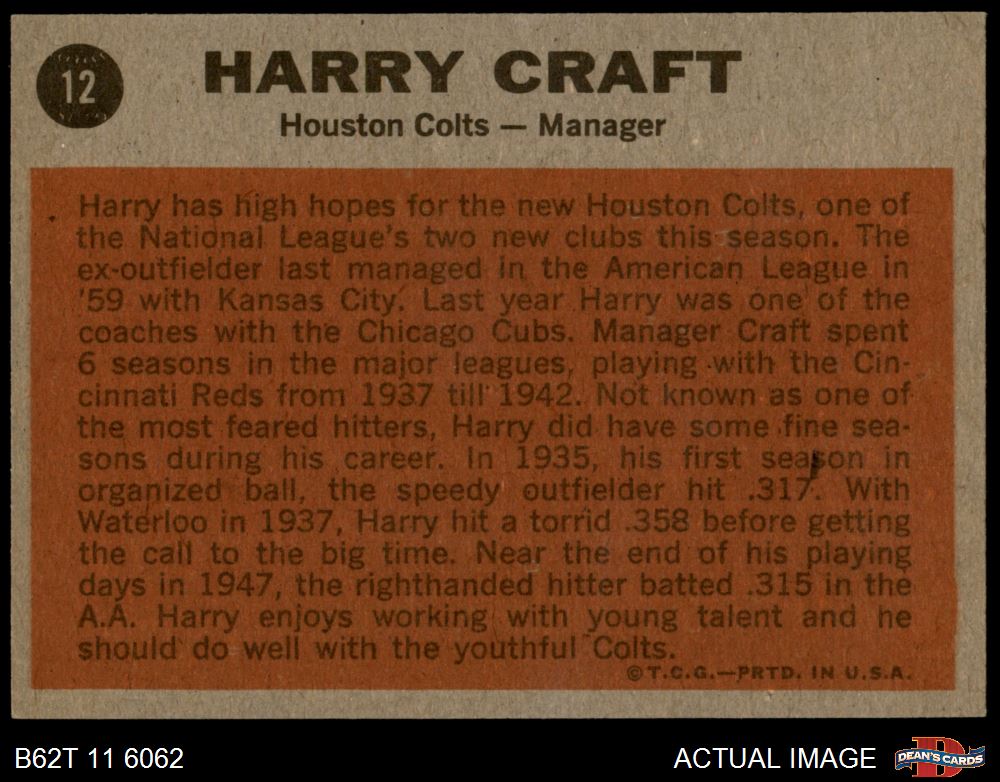 12
HARRY CRAFT
Houston Colts — Manager
Harry has high hopes for the new Houston Colts, one of
the National League's two new clubs this season. The
ex-outfielder last managed in the American League in
'59 with Kansas City. Last year Harry was one of the
coaches with the Chicago Cubs. Manager Craft spent
6 seasons in the major leagues, playing with the Cin-
cinnati Reds from 1937 till 1942. Not known as one of
the most feared hitters, Harry did have some fine sea-
sons during his career. In 1935, his first season in
organized ball, the speedy outfielder hit .317. With
Waterloo in 1937, Harry hit a torrid .358 before getting
the call to the big time. Near the end of his playing
days in 1947, the righthanded hitter batted .315 in the
A.A. Harry enjoys working with young talent and he
should do well with the youthful Colts.
©T.C.G.—PRTD. IN U.S.A.
B62T 11 6062
ACTUAL IMAGE
D
DEAN'S CARDS